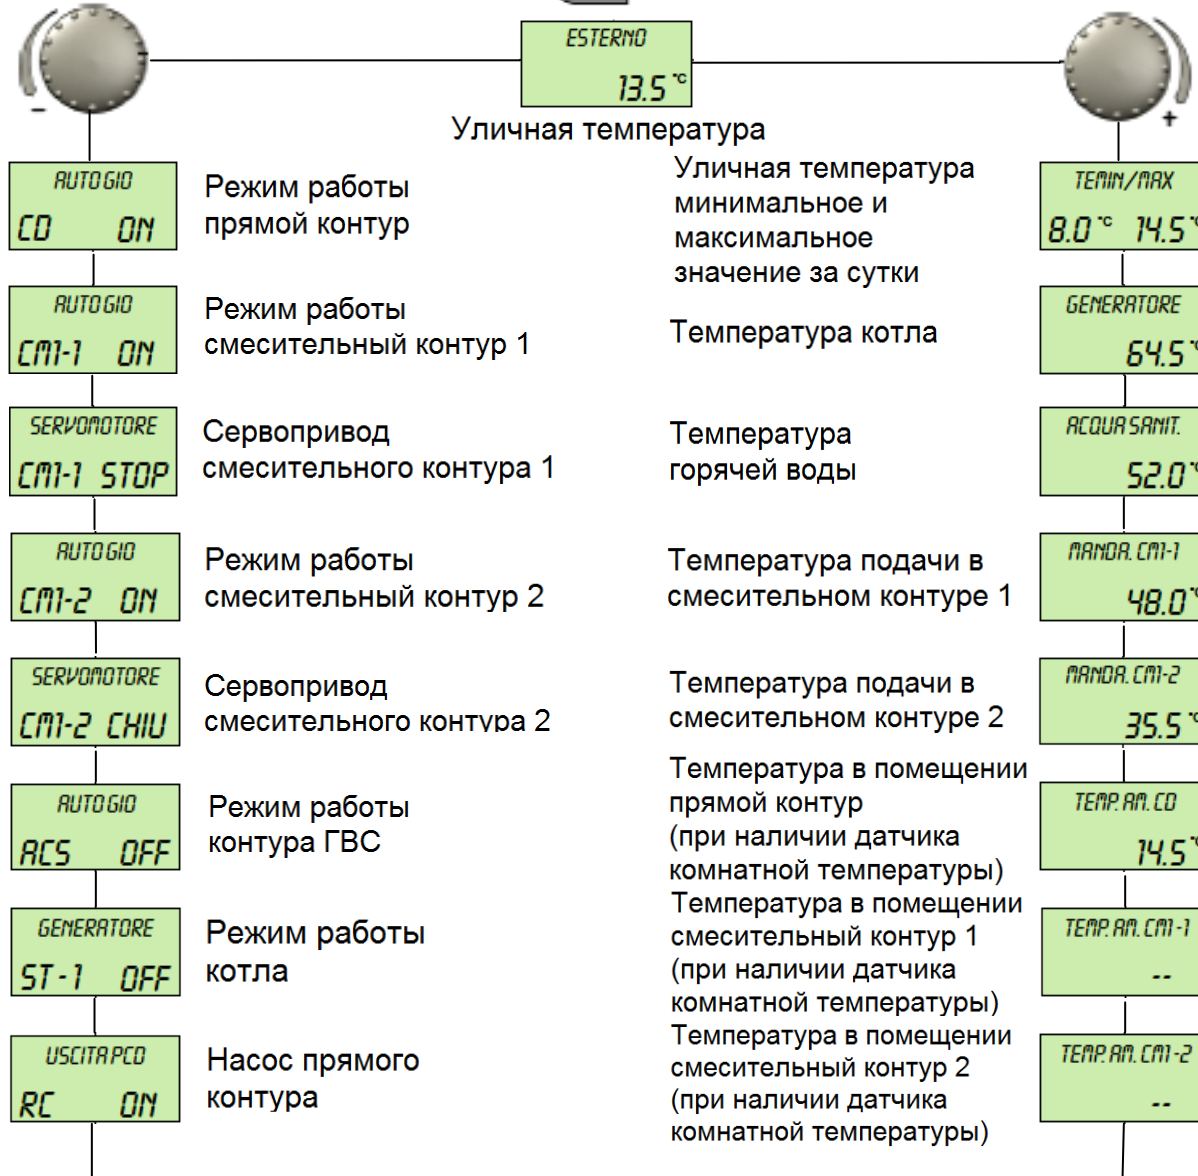 ESTERNO
13.5 °C
Уличная температура
-
+
AUTO GIO
CD ON
Режим работы
прямой контур
AUTO GIO
CM1-1 ON
Режим работы
смесительный контур 1
SERVOMOTORE
CM1-1 STOP
Сервопривод
смесительного контура 1
AUTO GIO
CM1-2 ON
Режим работы
смесительный контур 2
SERVOMOTORE
CM1-2 CHIU
Сервопривод
смесительного контура 2
AUTO GIO
ACS OFF
Режим работы
контура ГВС
GENERATORE
ST-1 OFF
Режим работы
котла
USCITA PCD
RC ON
Насос прямого
контура
Уличная температура
минимальное и
максимальное
значение за сутки
TEMIN/MAX
8.0 °C 14.5 °C
Температура котла
GENERATORE
64.5 °C
Температура
горячей воды
ACQUA SANIT.
52.0 °C
Температура подачи в
смесительном контуре 1
MANDA. CM1-1
48.0 °C
Температура подачи в
смесительном контуре 2
MANDA. CM1-2
35.5 °C
Температура в помещении
прямой контур
(при наличии датчика
комнатной температуры)
TEMP. AM. CD
14.5 °C
Температура в помещении
смесительный контур 1
(при наличии датчика
комнатной температуры)
TEMP. AM. CM1-1
--
Температура в помещении
смесительный контур 2
(при наличии датчика
комнатной температуры)
TEMP. AM. CM1-2
--